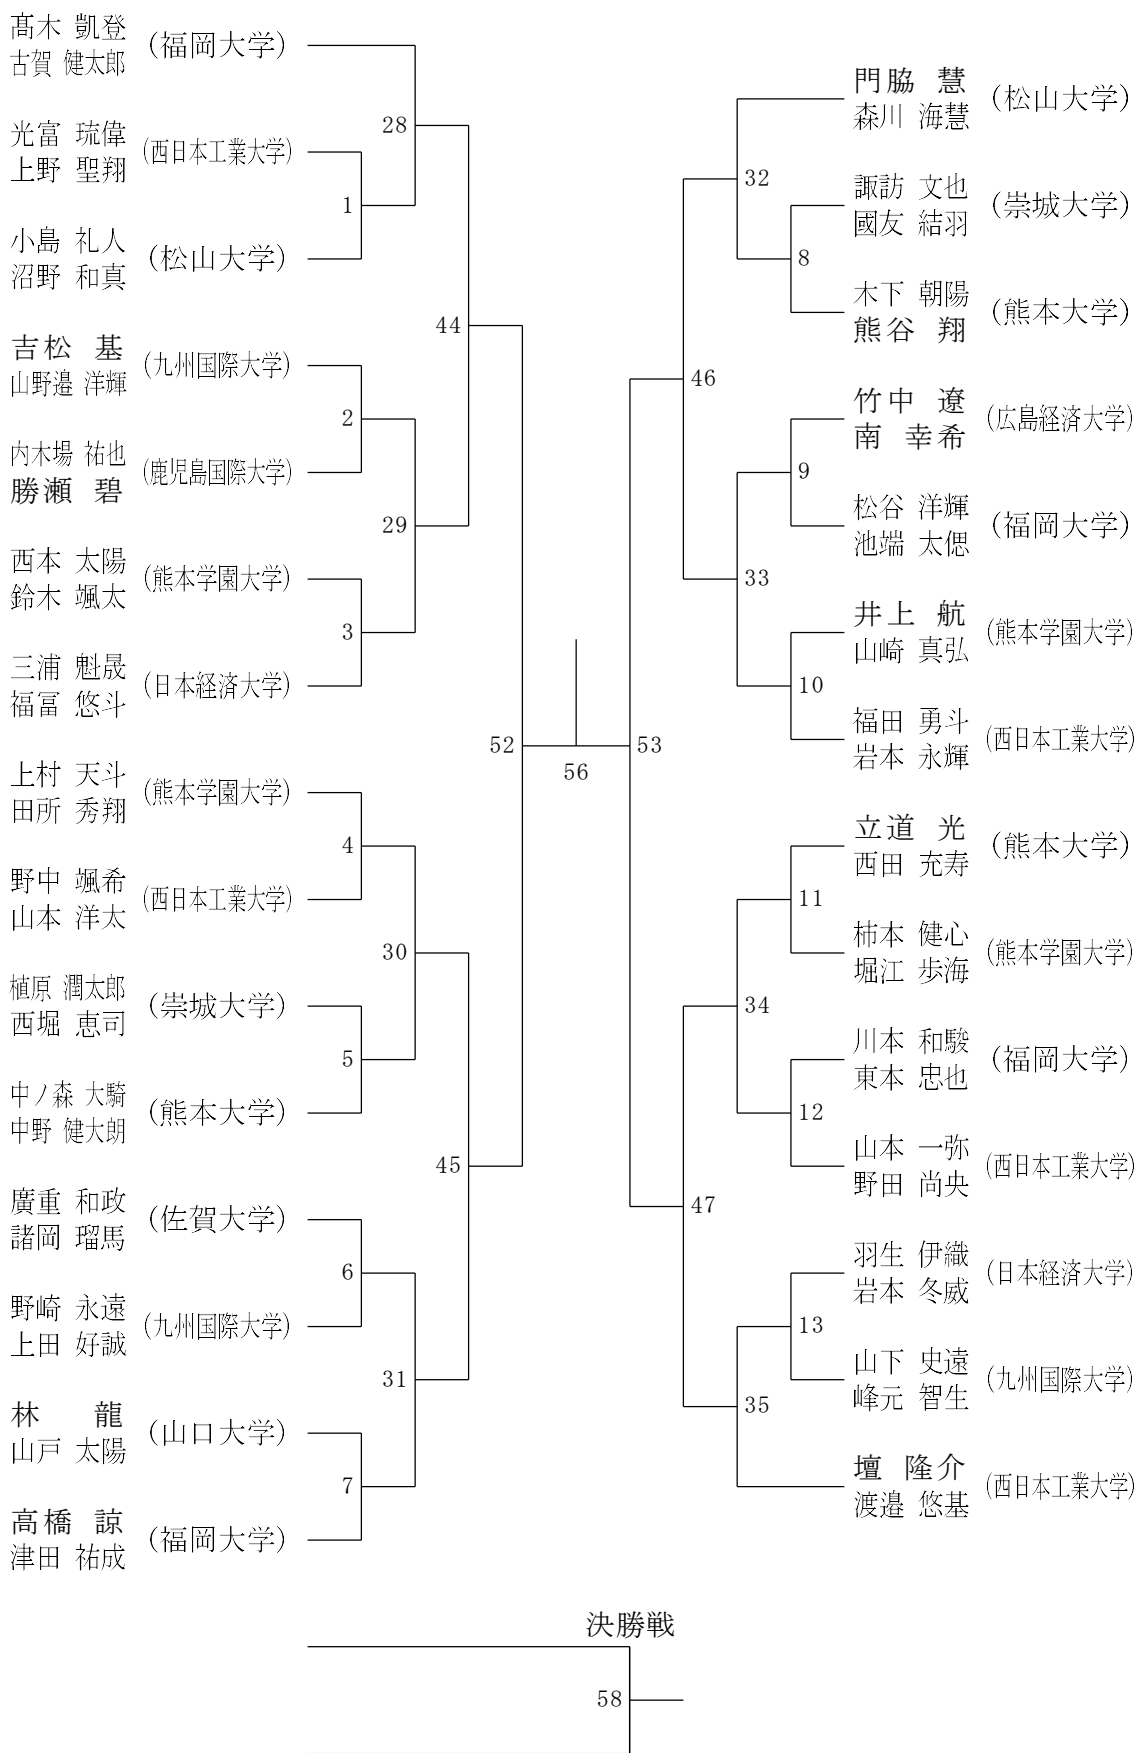 髙木 凱登
古賀 健太郎
(福岡大学)
光富 琉偉
上野 聖翔
(西日本工業大学)
小島 礼人
沼野 和真
(松山大学)
吉松 基
山野邉 洋輝
(九州国際大学)
内木場 祐也
勝瀬 碧
(鹿児島国際大学)
西本 太陽
鈴木 颯太
(熊本学園大学)
三浦 魁晟
福冨 悠斗
(日本経済大学)
上村 天斗
田所 秀翔
(熊本学園大学)
野中 颯希
山本 洋太
(西日本工業大学)
植原 潤太郎
西堀 恵司
(崇城大学)
中ノ森 大騎
中野 健大朗
(熊本大学)
廣重 和政
諸岡 瑠馬
(佐賀大学)
野崎 永遠
上田 好誠
(九州国際大学)
林 龍
山戸 太陽
(山口大学)
高橋 諒
津田 祐成
(福岡大学)
28
1
44
2
29
3
52
4
30
5
45
6
31
7
56
53
門脇 慧
森川 海慧
(松山大学)
諏訪 文也
國友 結羽
(崇城大学)
木下 朝陽
熊谷 翔
(熊本大学)
竹中 遼
南 幸希
(広島経済大学)
松谷 洋輝
池端 太偲
(福岡大学)
井上 航
山崎 真弘
(熊本学園大学)
福田 勇斗
岩本 永輝
(西日本工業大学)
立道 光
西田 充寿
(熊本大学)
柿本 健心
堀江 歩海
(熊本学園大学)
川本 和駿
東本 忠也
(福岡大学)
山本 一弥
野田 尚央
(西日本工業大学)
羽生 伊織
岩本 冬威
(日本経済大学)
山下 史遠
峰元 智生
(九州国際大学)
壇 隆介
渡邉 悠基
(西日本工業大学)
32
8
46
9
33
10
11
34
12
47
13
35
決勝戦
58